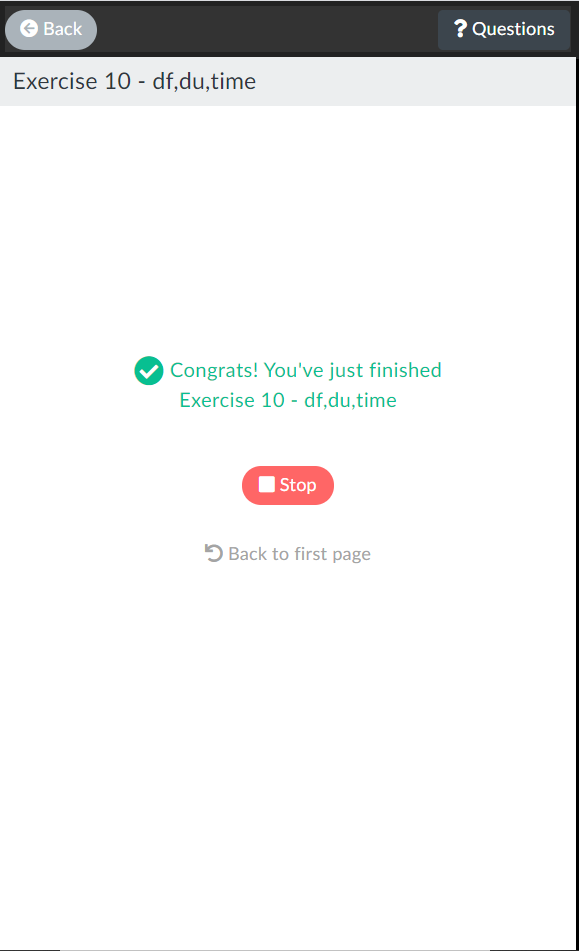 Back
Questions
Exercise 10 - df,du,time
Congrats! You've just finished
Exercise 10 - df,du,time
Stop
Back to first page